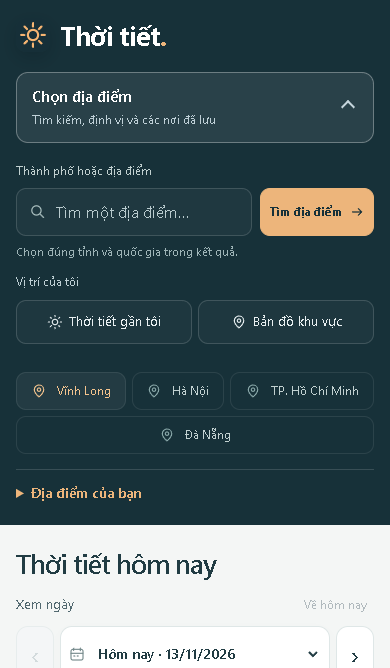 Thời tiết.
Chọn địa điểm
Tìm kiếm, định vị và các nơi đã lưu
Thành phố hoặc địa điểm
Tìm một địa điểm...
Tìm địa điểm →
Chọn đúng tỉnh và quốc gia trong kết quả.
Vị trí của tôi
Thời tiết gần tôi
Bản đồ khu vực
Vĩnh Long
Hà Nội
TP. Hồ Chí Minh
Đà Nẵng
Địa điểm của bạn
Thời tiết hôm nay
Xem ngày
Về hôm nay
Hôm nay · 13/11/2026